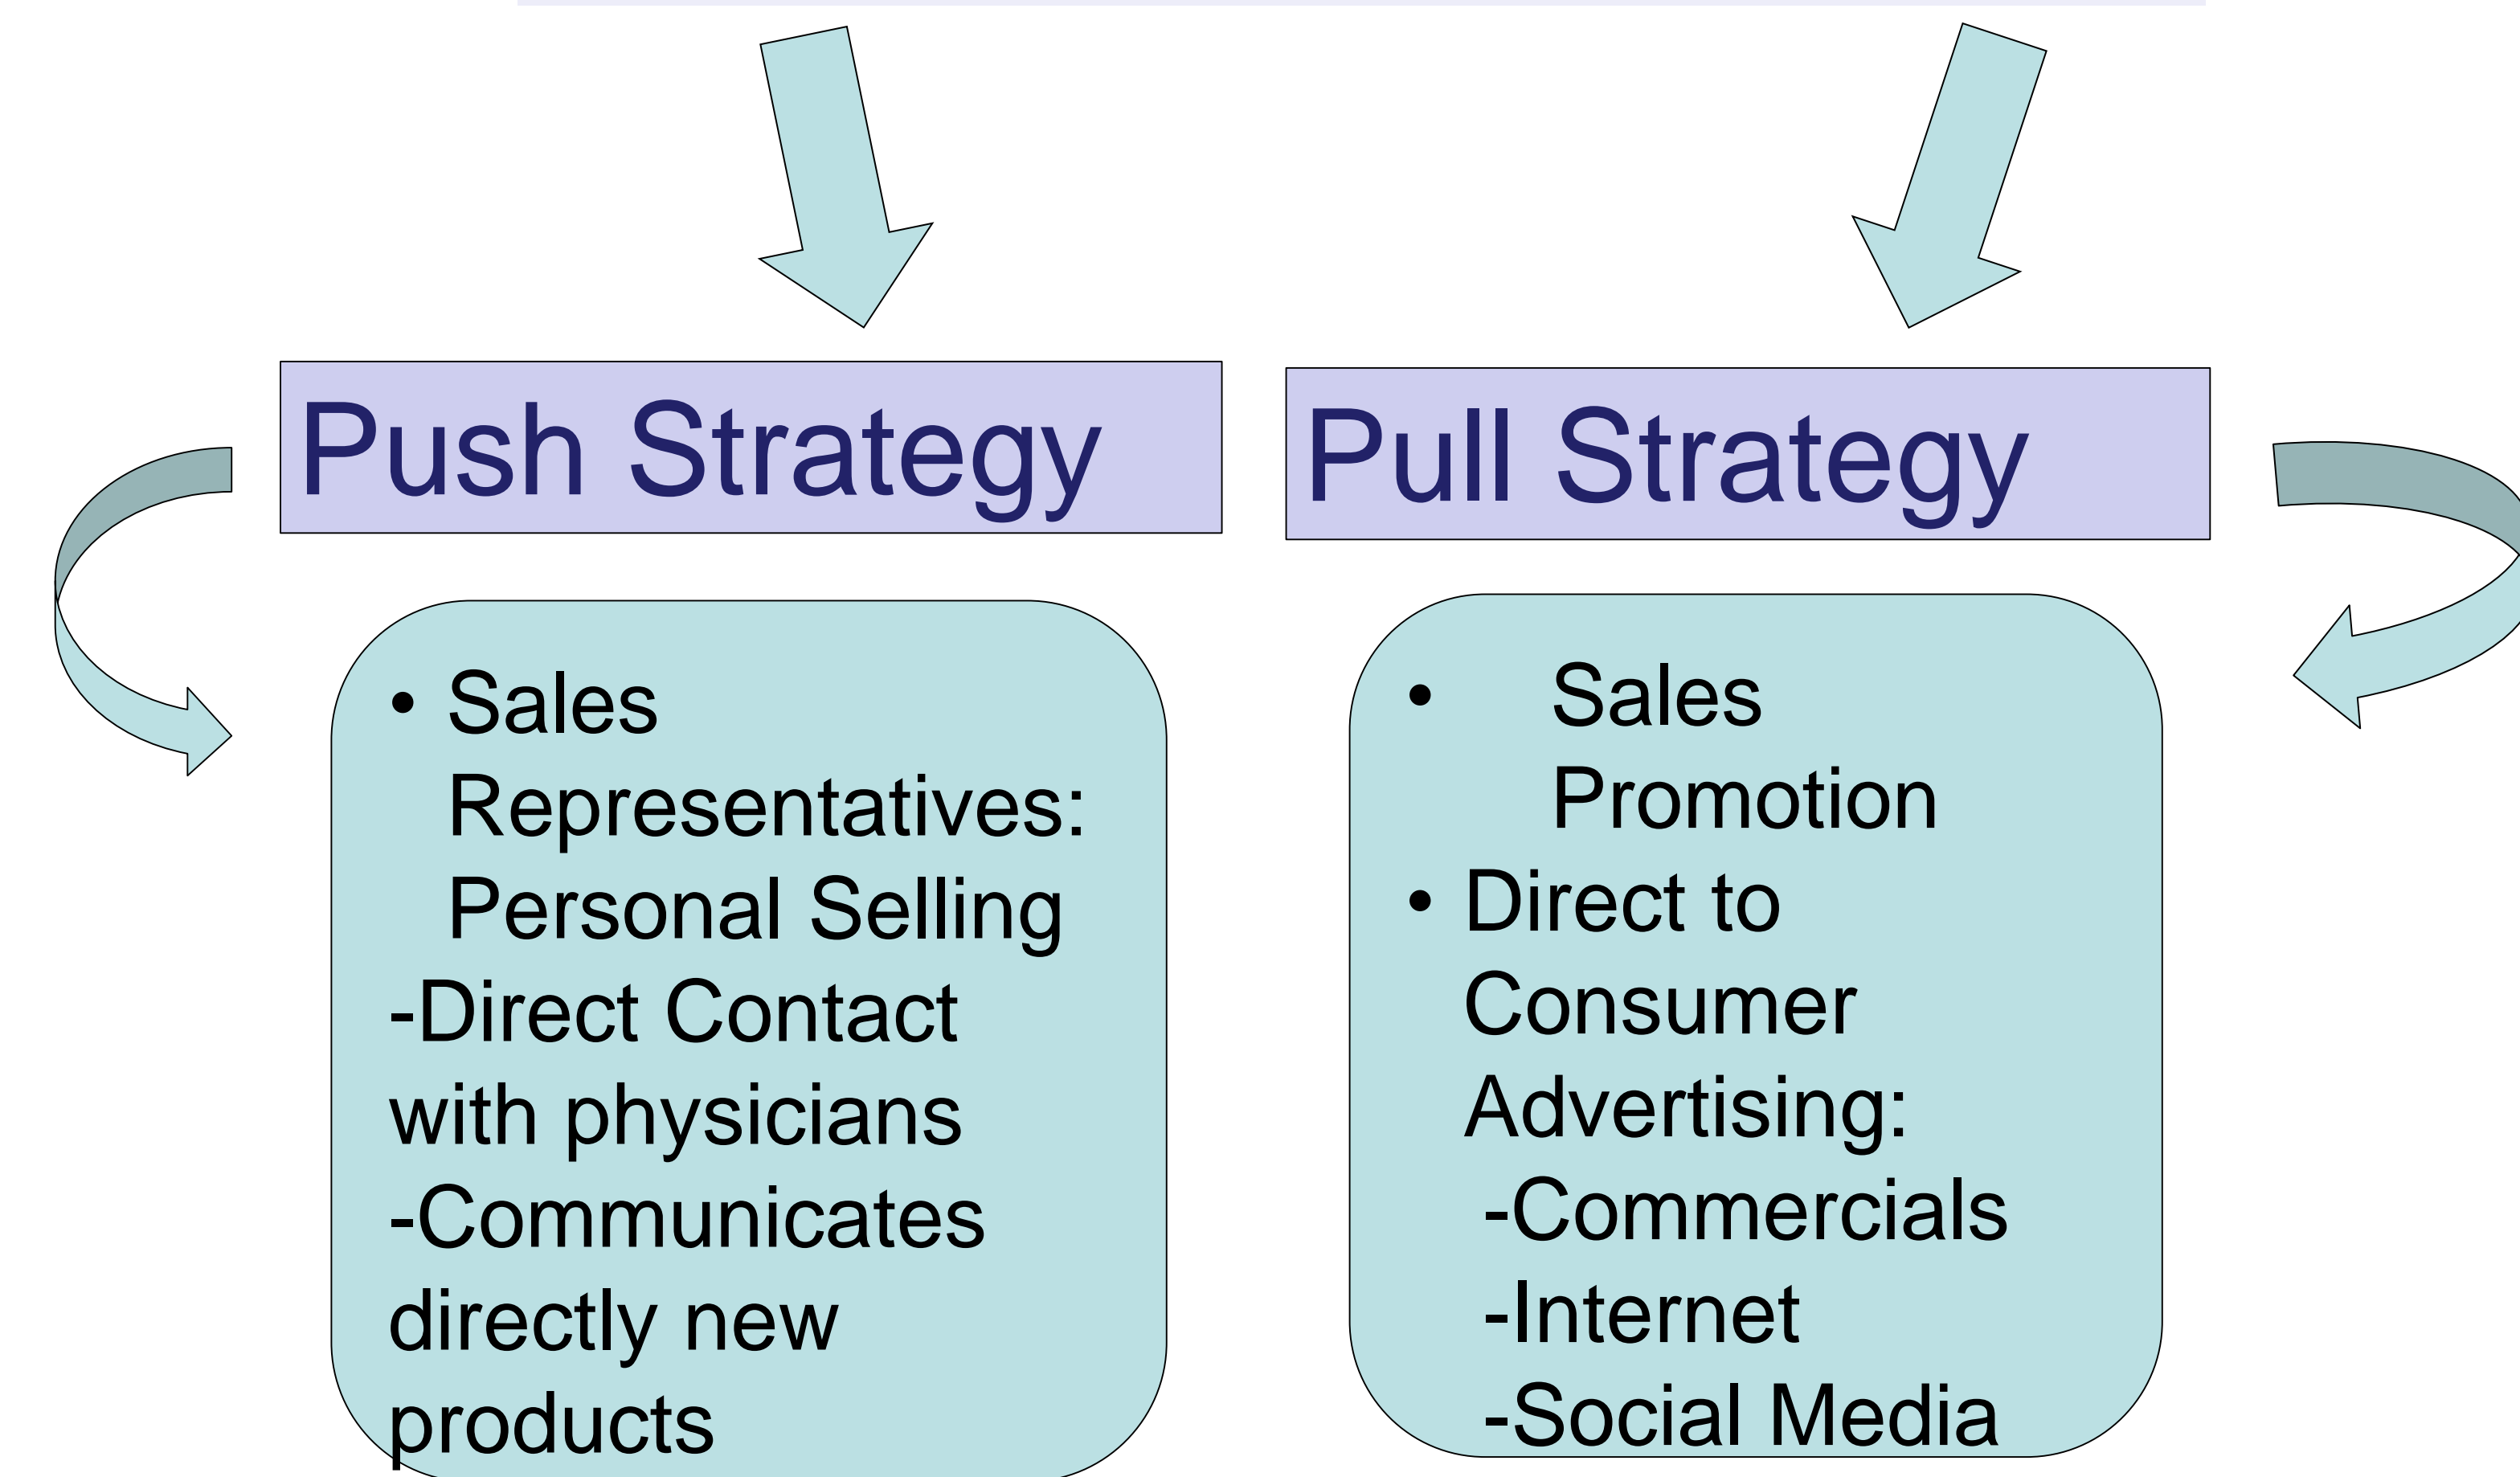 Push Strategy
Pull Strategy
• Sales
Representatives:
Personal Selling
-Direct Contact
with physicians
-Communicates
directly new
products
• Sales
Promotion
• Direct to
Consumer
Advertising:
-Commercials
-Internet
-Social Media